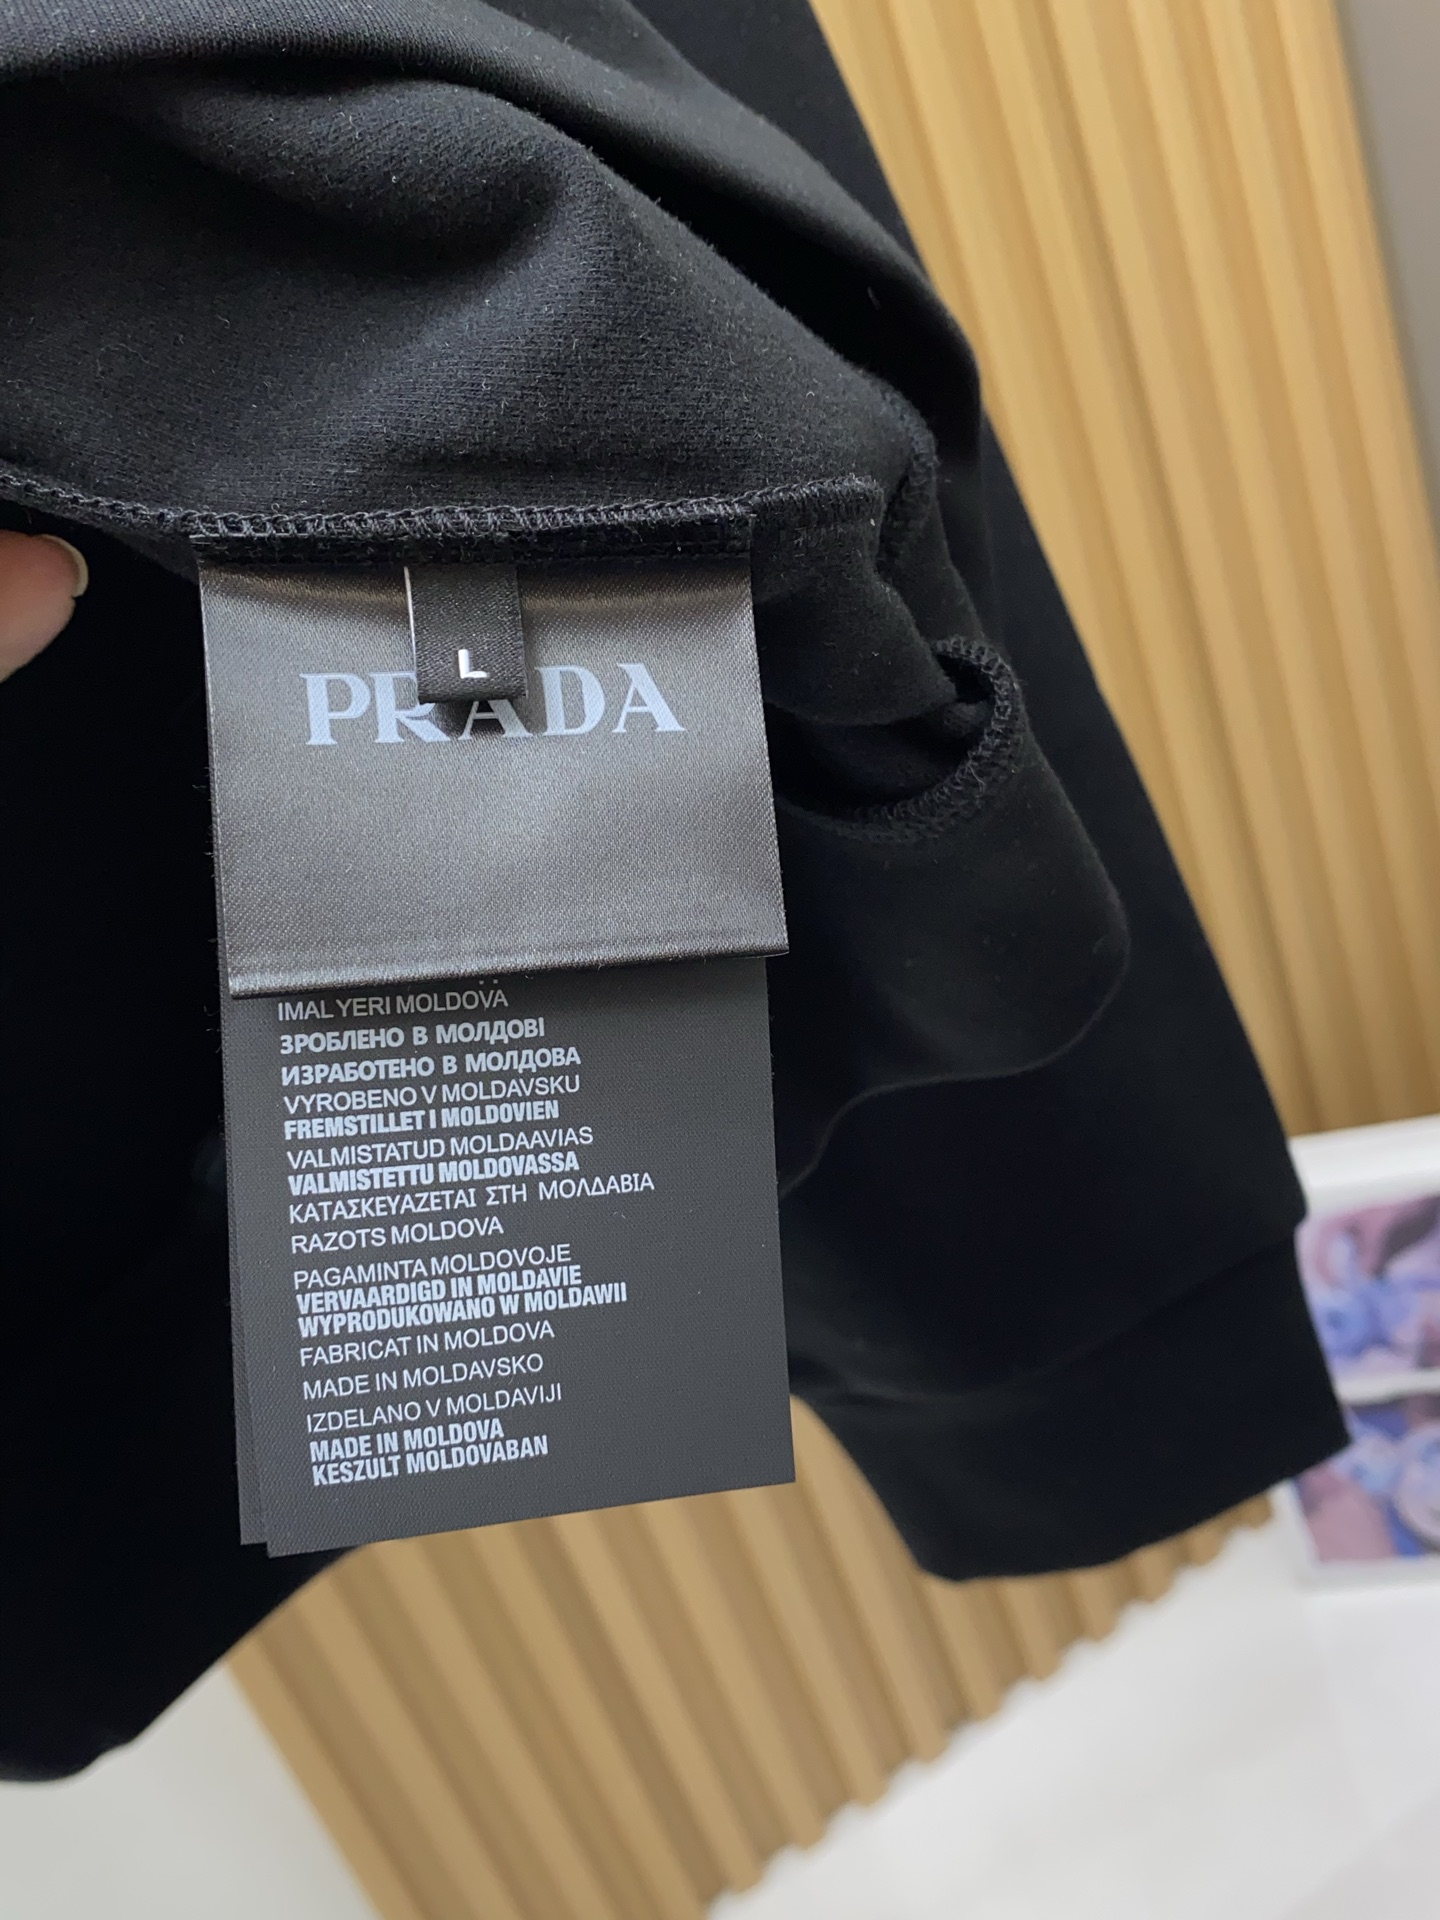 L
PRADA
IMAL YERI MOLDOVA
ЗРОБЛЕНО В МОЛДОВІ
ИЗРАБОТЕНО В МОЛДОВА
VYROBENO V MOLDAVSKU
FREMSTILLET I MOLDOVIEN
VALMISTATUD MOLDAAVIAS
VALMISTETTU MOLDOVASSA
ΚΑΤΑΣΚΕΥΑΖΕΤΑΙ ΣΤΗ ΜΟΛΔΑΒΙΑ
RAZOTS MOLDOVA
PAGAMINTA MOLDOVOJE
VERVAARDIGD IN MOLDAVIE
WYPRODUKOWANO W MOLDAWII
FABRICAT IN MOLDOVA
MADE IN MOLDAVSKO
IZDELANO V MOLDAVIJI
MADE IN MOLDOVA
KESZULT MOLDOVABAN